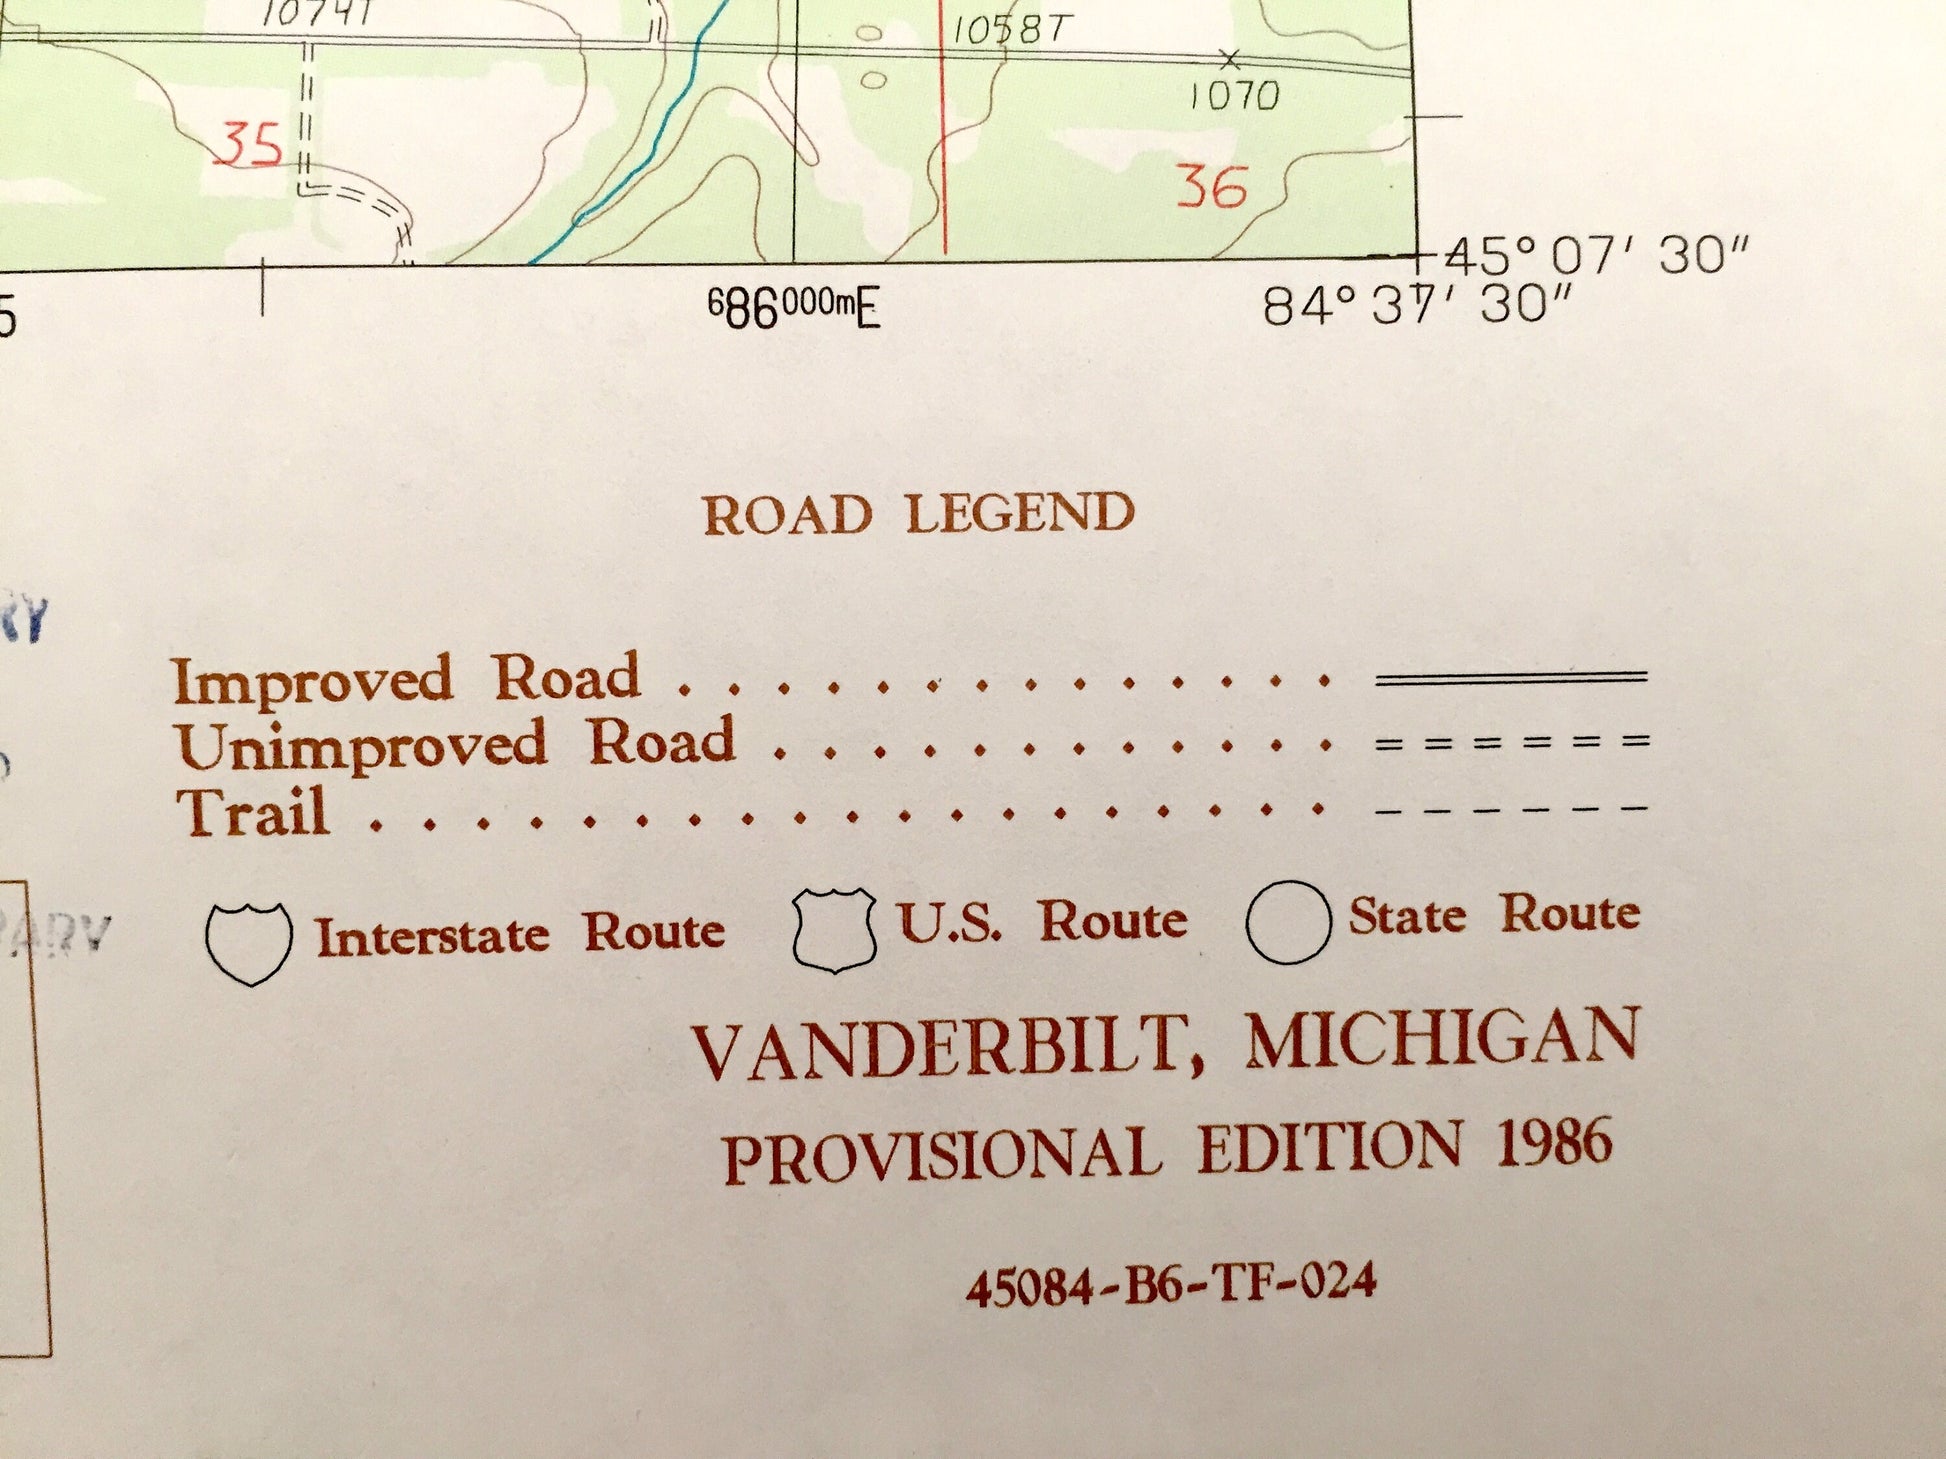 1074T
1058T
1070
35
36
45° 07′ 30″
686000mE
84° 37′ 30″
ROAD LEGEND
Improved Road
Unimproved Road
Trail
Interstate Route U.S. Route State Route
VANDERBILT, MICHIGAN
PROVISIONAL EDITION 1986
45084-B6-TF-024